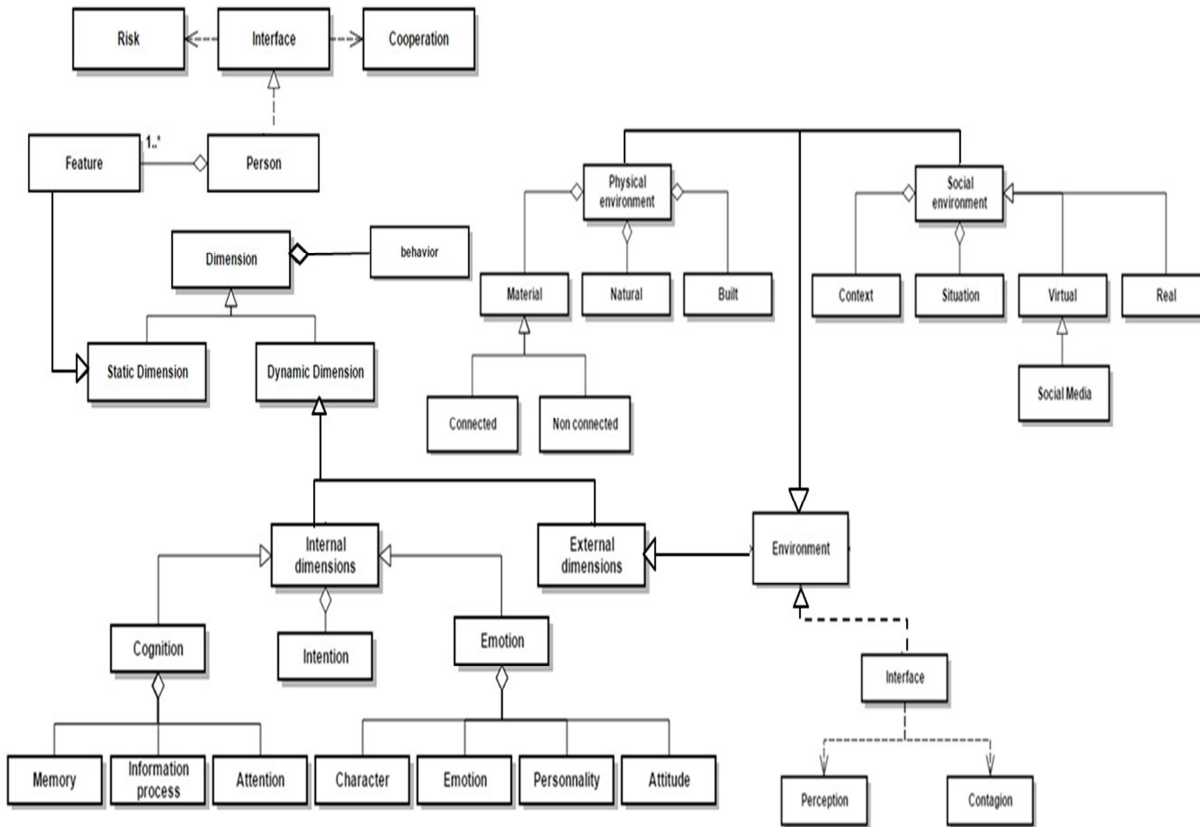 Risk
Interface
Cooperation
1..*
Feature
Person
Physical
environment
Social
environment
Dimension
behavior
Material
Natural
Built
Context
Situation
Virtual
Real
Static Dimension
Dynamic Dimension
Social Media
Connected
Non connected
Internal
dimensions
External
dimensions
Environment
Cognition
Intention
Emotion
Interface
Memory
Information
process
Attention
Character
Emotion
Personnality
Attitude
Perception
Contagion